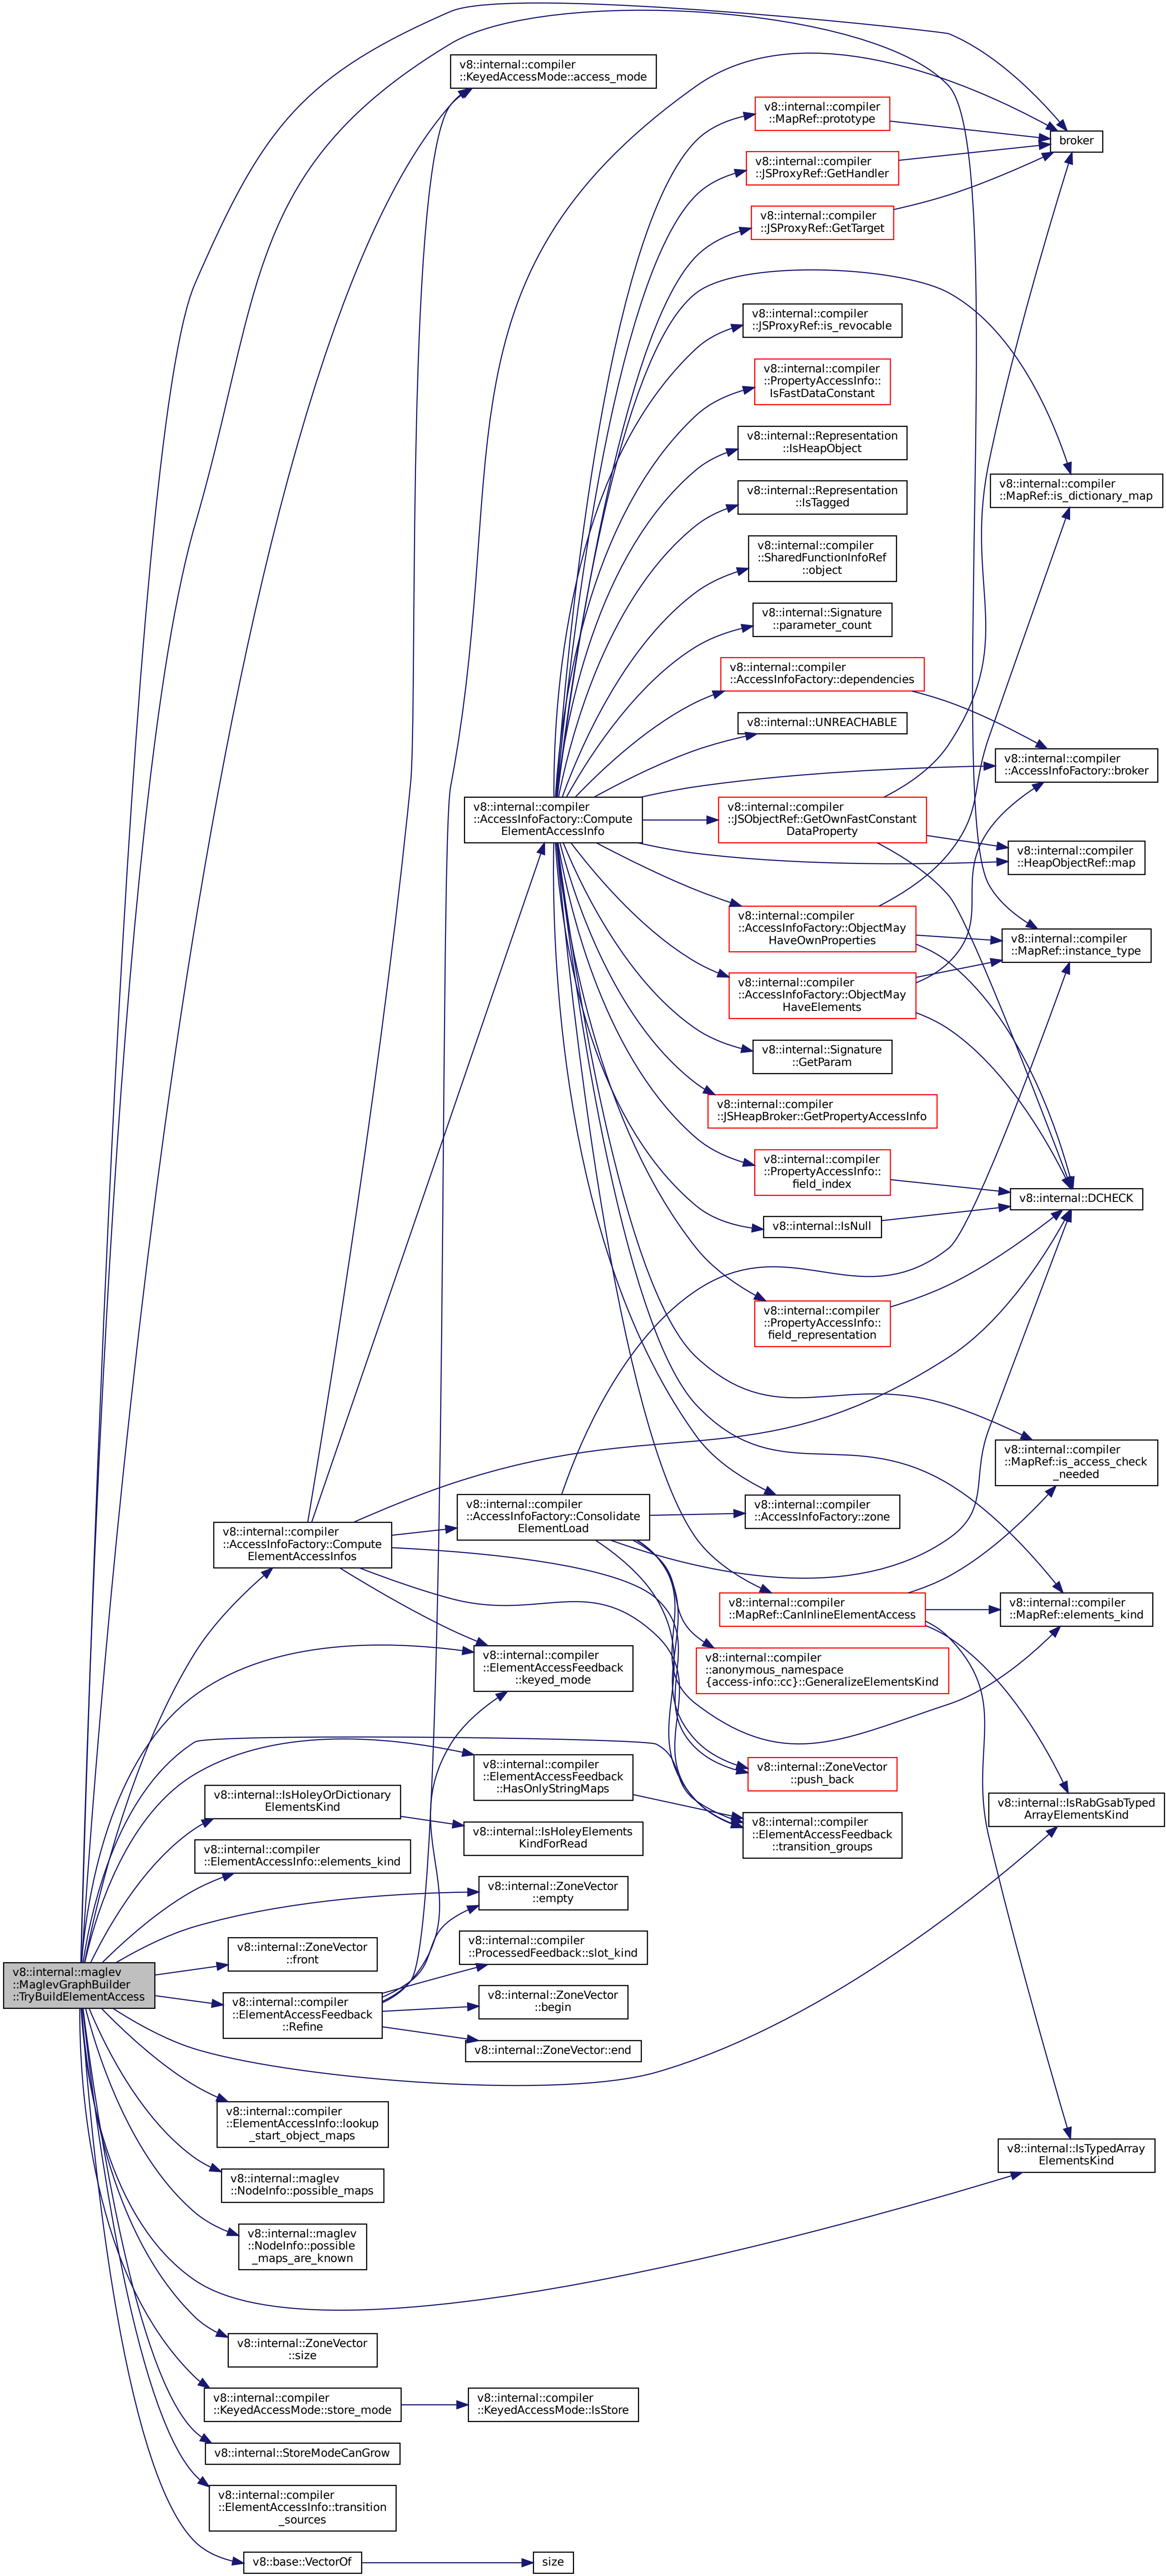 v8::internal::compiler
::KeyedAccessMode::access_mode
v8::internal::compiler
::MapRef::prototype
broker
v8::internal::compiler
::JSProxyRef::GetHandler
v8::internal::compiler
::JSProxyRef::GetTarget
v8::internal::compiler
::JSProxyRef::is_revocable
v8::internal::compiler
::PropertyAccessInfo::
IsFastDataConstant
v8::internal::Representation
::IsHeapObject
v8::internal::Representation
::IsTagged
v8::internal::compiler
::MapRef::is_dictionary_map
v8::internal::compiler
::SharedFunctionInfoRef
::object
v8::internal::Signature
::parameter_count
v8::internal::compiler
::AccessInfoFactory::dependencies
v8::internal::UNREACHABLE
v8::internal::compiler
::AccessInfoFactory::broker
v8::internal::compiler
::AccessInfoFactory::Compute
ElementAccessInfo
v8::internal::compiler
::JSObjectRef::GetOwnFastConstant
DataProperty
v8::internal::compiler
::HeapObjectRef::map
v8::internal::compiler
::AccessInfoFactory::ObjectMay
HaveOwnProperties
v8::internal::compiler
::MapRef::instance_type
v8::internal::compiler
::AccessInfoFactory::ObjectMay
HaveElements
v8::internal::Signature
::GetParam
v8::internal::compiler
::JSHeapBroker::GetPropertyAccessInfo
v8::internal::compiler
::PropertyAccessInfo::
field_index
v8::internal::DCHECK
v8::internal::IsNull
v8::internal::compiler
::PropertyAccessInfo::
field_representation
v8::internal::compiler
::MapRef::is_access_check
_needed
v8::internal::compiler
::AccessInfoFactory::Compute
ElementAccessInfos
v8::internal::compiler
::AccessInfoFactory::Consolidate
ElementLoad
v8::internal::compiler
::AccessInfoFactory::zone
v8::internal::compiler
::MapRef::CanInlineElementAccess
v8::internal::compiler
::MapRef::elements_kind
v8::internal::compiler
::ElementAccessFeedback
::keyed_mode
v8::internal::compiler
::anonymous_namespace
{access-info::cc}::GeneralizeElementsKind
v8::internal::compiler
::ElementAccessFeedback
::HasOnlyStringMaps
v8::internal::ZoneVector
::push_back
v8::internal::IsHoleyOrDictionary
ElementsKind
v8::internal::IsHoleyElements
KindForRead
v8::internal::compiler
::ElementAccessFeedback
::transition_groups
v8::internal::IsRabGsabTyped
ArrayElementsKind
v8::internal::compiler
::ElementAccessInfo::elements_kind
v8::internal::ZoneVector
::empty
v8::internal::maglev
::MaglevGraphBuilder
::TryBuildElementAccess
v8::internal::ZoneVector
::front
v8::internal::compiler
::ProcessedFeedback::slot_kind
v8::internal::compiler
::ElementAccessFeedback
::Refine
v8::internal::ZoneVector
::begin
v8::internal::ZoneVector::end
v8::internal::compiler
::ElementAccessInfo::lookup
_start_object_maps
v8::internal::IsTypedArray
ElementsKind
v8::internal::maglev
::NodeInfo::possible_maps
v8::internal::maglev
::NodeInfo::possible
_maps_are_known
v8::internal::ZoneVector
::size
v8::internal::compiler
::KeyedAccessMode::store_mode
v8::internal::compiler
::KeyedAccessMode::IsStore
v8::internal::StoreModeCanGrow
v8::internal::compiler
::ElementAccessInfo::transition
_sources
v8::base::VectorOf
size